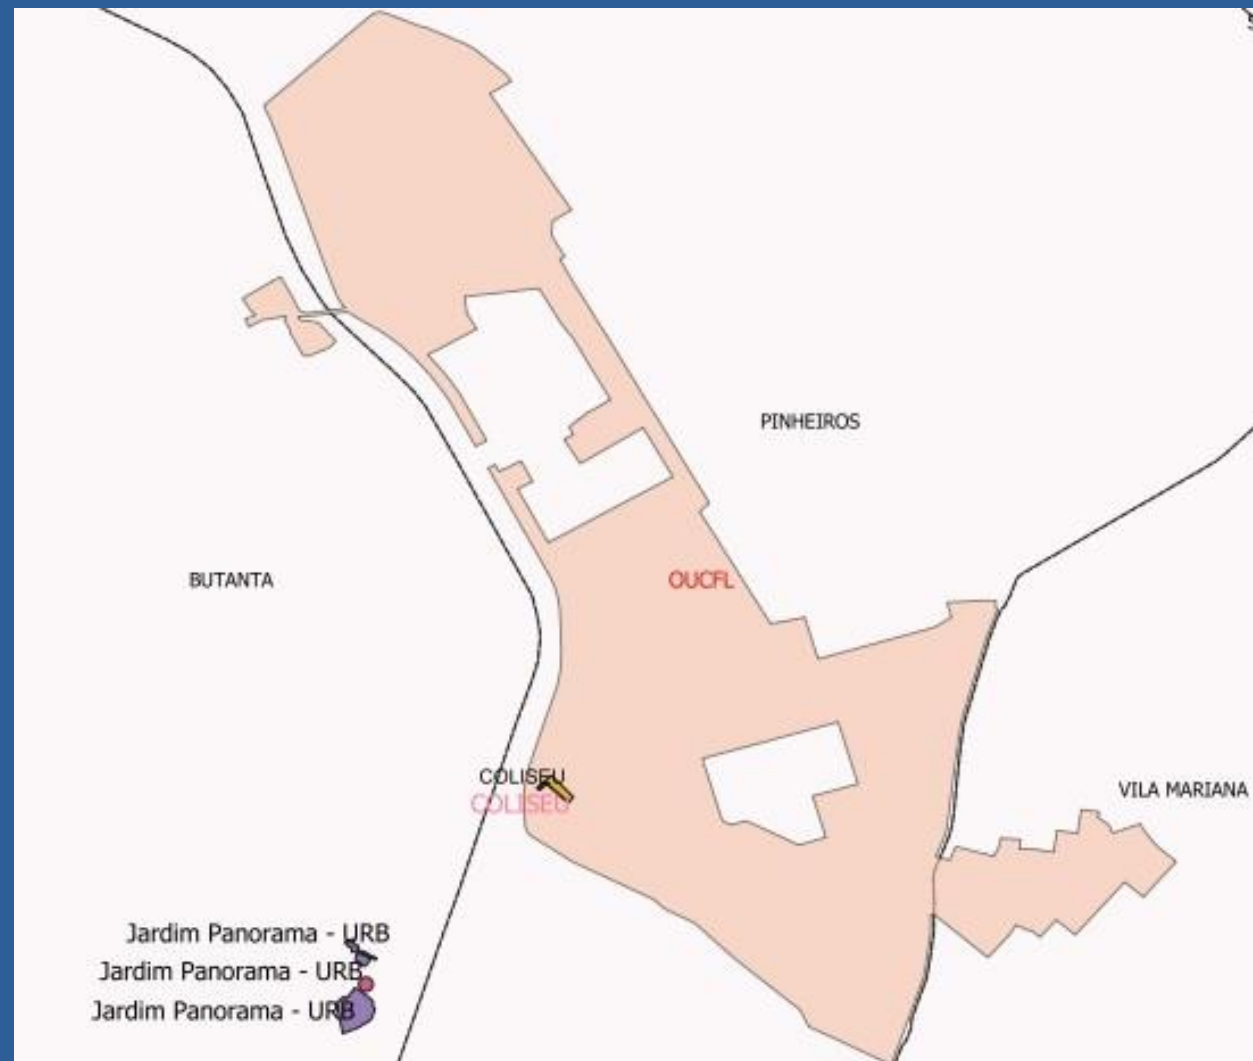 PINHEIROS
BUTANTA
OUCFL
COLISEU
COLISEU
VILA MARIANA
Jardim Panorama - URB
Jardim Panorama - URB
Jardim Panorama - URB